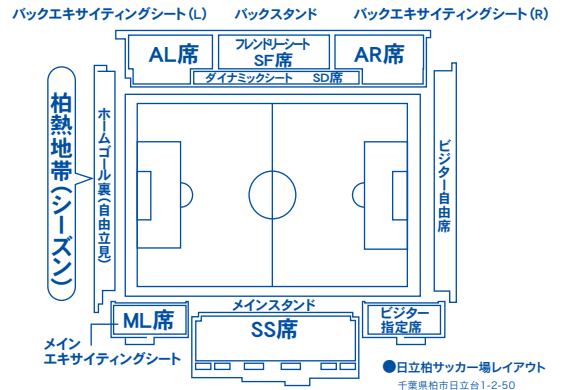 バックエキサイティングシート(L)
バックスタンド
バックエキサイティングシート(R)
AL席
フレンドリーシート
SF席
AR席
ダイナミックシート SD席
柏熱地帯(シーズン)
ホームゴール裏(自由立見)
ビジター自由席
メインスタンド
ML席
SS席
ビジター
指定席
メイン
エキサイティングシート
●日立柏サッカー場レイアウト
千葉県柏市日立台1-2-50